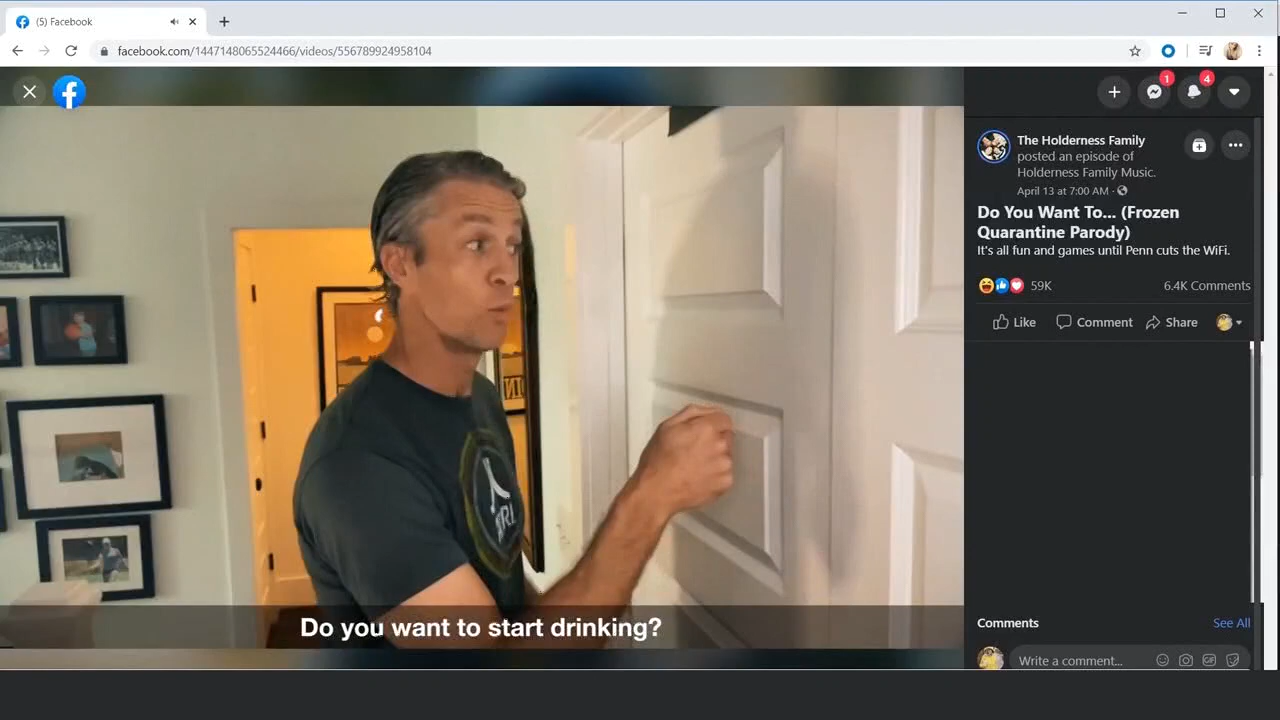 (5) Facebook
facebook.com/1447148065524466/videos/556789924958104
1
4
The Holderness Family
posted an episode of
Holderness Family Music.
April 13 at 7:00 AM ·
Do You Want To... (Frozen
Quarantine Parody)
It's all fun and games until Penn cuts the WiFi.
59K
6.4K Comments
Like
Comment
Share
Do you want to start drinking?
Comments
See All
Write a comment...
GIF